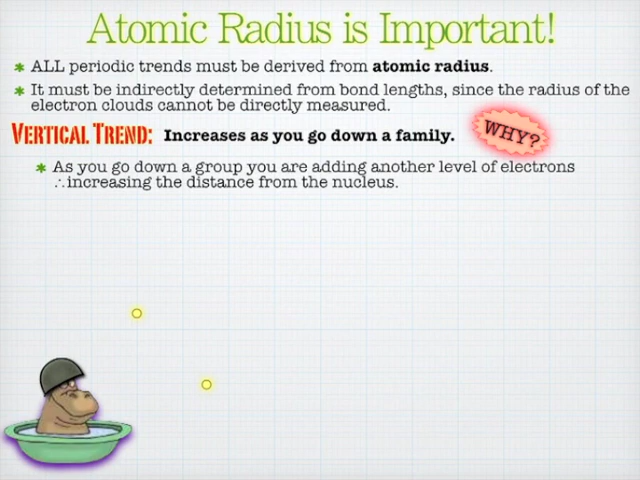 Atomic Radius is Important!
ALL periodic trends must be derived from atomic radius.
It must be indirectly determined from bond lengths, since the radius of the
electron clouds cannot be directly measured.
VERTICAL TREND: Increases as you go down a family.
WHY?
As you go down a group you are adding another level of electrons
∴increasing the distance from the nucleus.